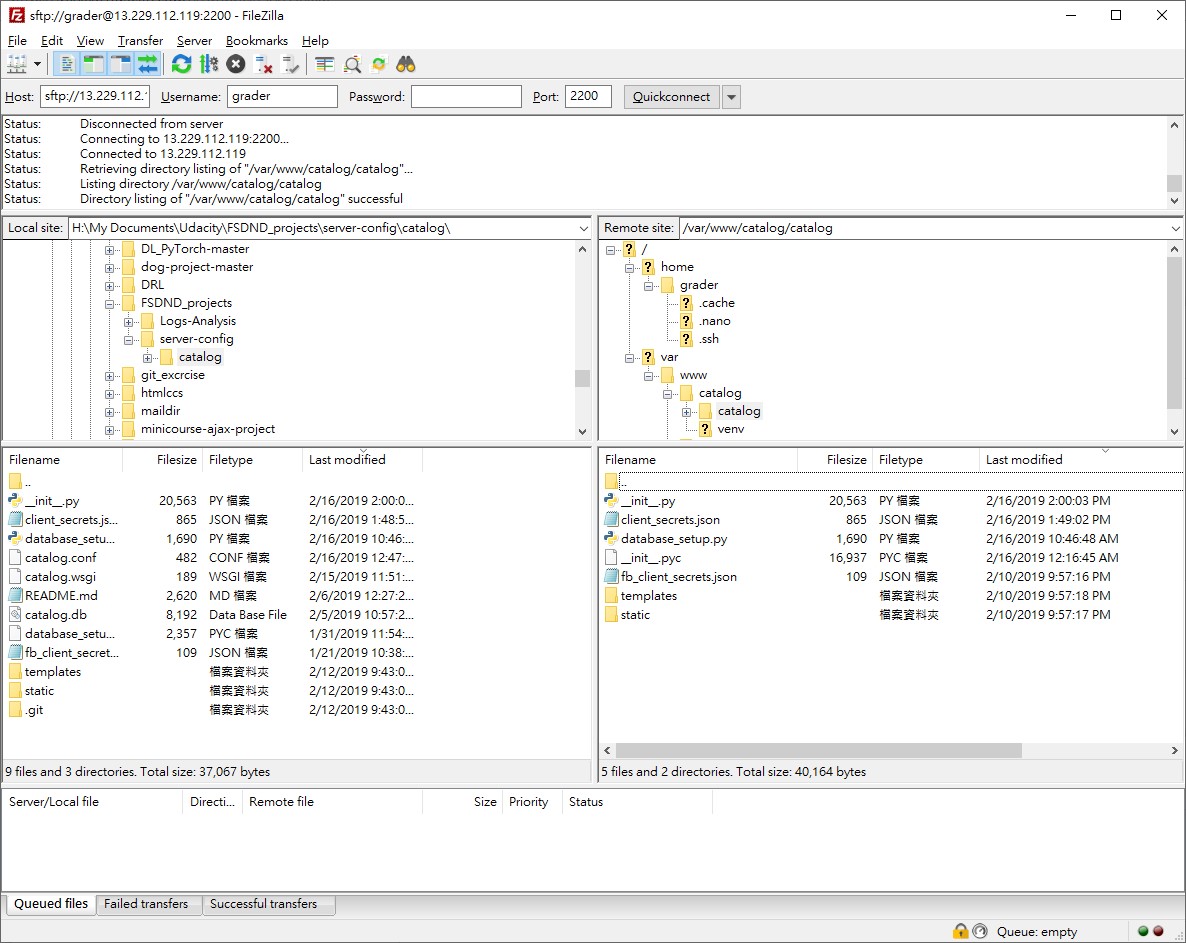 sftp://grader@13.229.112.119:2200 - FileZilla
File Edit View Transfer Server Bookmarks Help
Host: sftp://13.229.112. Username: grader Password: Port: 2200 Quickconnect
Status: Disconnected from server
Status: Connecting to 13.229.112.119:2200...
Status: Connected to 13.229.112.119
Status: Retrieving directory listing of "/var/www/catalog/catalog"...
Status: Listing directory /var/www/catalog/catalog
Status: Directory listing of "/var/www/catalog/catalog" successful
Local site: H:\My Documents\Udacity\FSDND_projects\server-config\catalog\
DL_PyTorch-master
dog-project-master
DRL
FSDND_projects
Logs-Analysis
server-config
catalog
git_excrcise
htmlccs
maildir
minicourse-ajax-project
Remote site: /var/www/catalog/catalog
/
home
grader
.cache
.nano
.ssh
var
www
catalog
catalog
venv
Filename Filesize Filetype Last modified
..
__init__.py 20,563 PY 檔案 2/16/2019 2:00:0...
client_secrets.js... 865 JSON 檔案 2/16/2019 1:48:5...
database_setu... 1,690 PY 檔案 2/16/2019 10:46:...
catalog.conf 482 CONF 檔案 2/16/2019 12:47:...
catalog.wsgi 189 WSGI 檔案 2/15/2019 11:51:...
README.md 2,620 MD 檔案 2/6/2019 12:27:2...
catalog.db 8,192 Data Base File 2/5/2019 10:57:2...
database_setu... 2,357 PYC 檔案 1/31/2019 11:54:...
fb_client_secret... 109 JSON 檔案 1/21/2019 10:38:...
templates 檔案資料夾 2/12/2019 9:43:0...
static 檔案資料夾 2/12/2019 9:43:0...
.git 檔案資料夾 2/12/2019 9:43:0...
9 files and 3 directories. Total size: 37,067 bytes
Filename Filesize Filetype Last modified
..
__init__.py 20,563 PY 檔案 2/16/2019 2:00:03 PM
client_secrets.json 865 JSON 檔案 2/16/2019 1:49:02 PM
database_setup.py 1,690 PY 檔案 2/16/2019 10:46:48 AM
__init__.pyc 16,937 PYC 檔案 2/16/2019 12:16:45 AM
fb_client_secrets.json 109 JSON 檔案 2/10/2019 9:57:16 PM
templates 檔案資料夾 2/10/2019 9:57:18 PM
static 檔案資料夾 2/10/2019 9:57:17 PM
5 files and 2 directories. Total size: 40,164 bytes
Server/Local file Directi... Remote file Size Priority Status
Queued files Failed transfers Successful transfers
Queue: empty